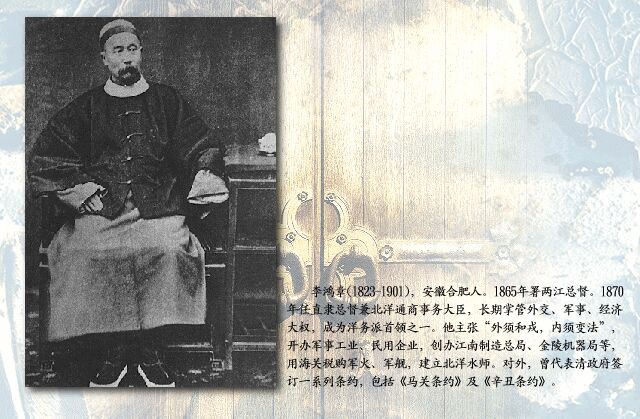 李鸿章(1823-1901)，安徽合肥人。1865年署两江总督。1870
年任直隶总督兼北洋通商事务大臣，长期掌管外交、军事、经济
大权，成为洋务派首领之一。他主张“外须和戎，内须变法”，
开办军事工业、民用企业，创办江南制造总局、金陵机器局等，
用海关税购军火、军舰，建立北洋水师。对外，曾代表清政府签
订一系列条约，包括《马关条约》及《辛丑条约》。